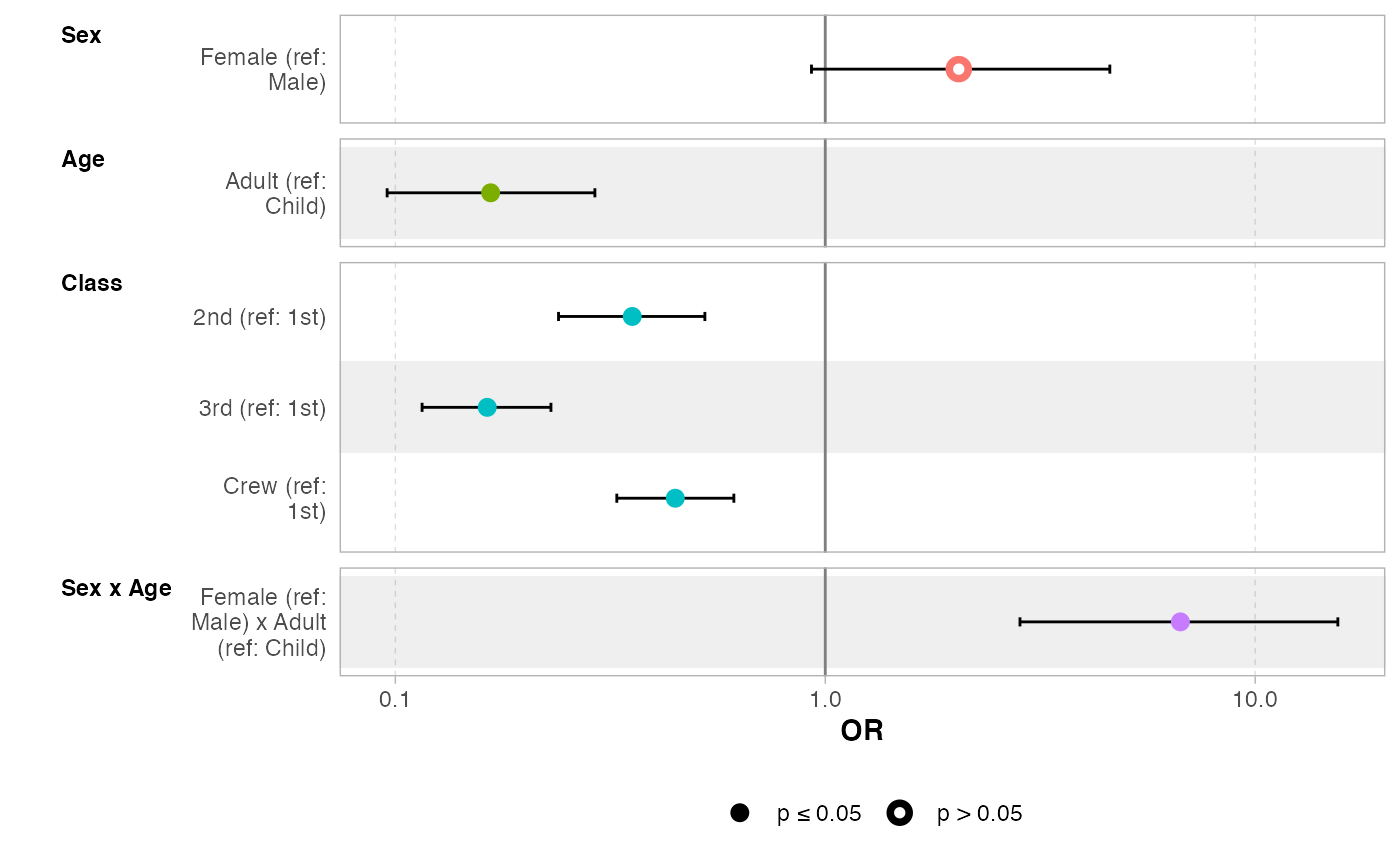 Sex
Female (ref:
Male)
Age
Adult (ref:
Child)
Class
2nd (ref: 1st)
3rd (ref: 1st)
Crew (ref:
1st)
Sex x Age
Female (ref:
Male) x Adult
(ref: Child)
0.1 1.0 10.0
OR
p ≤ 0.05 p > 0.05